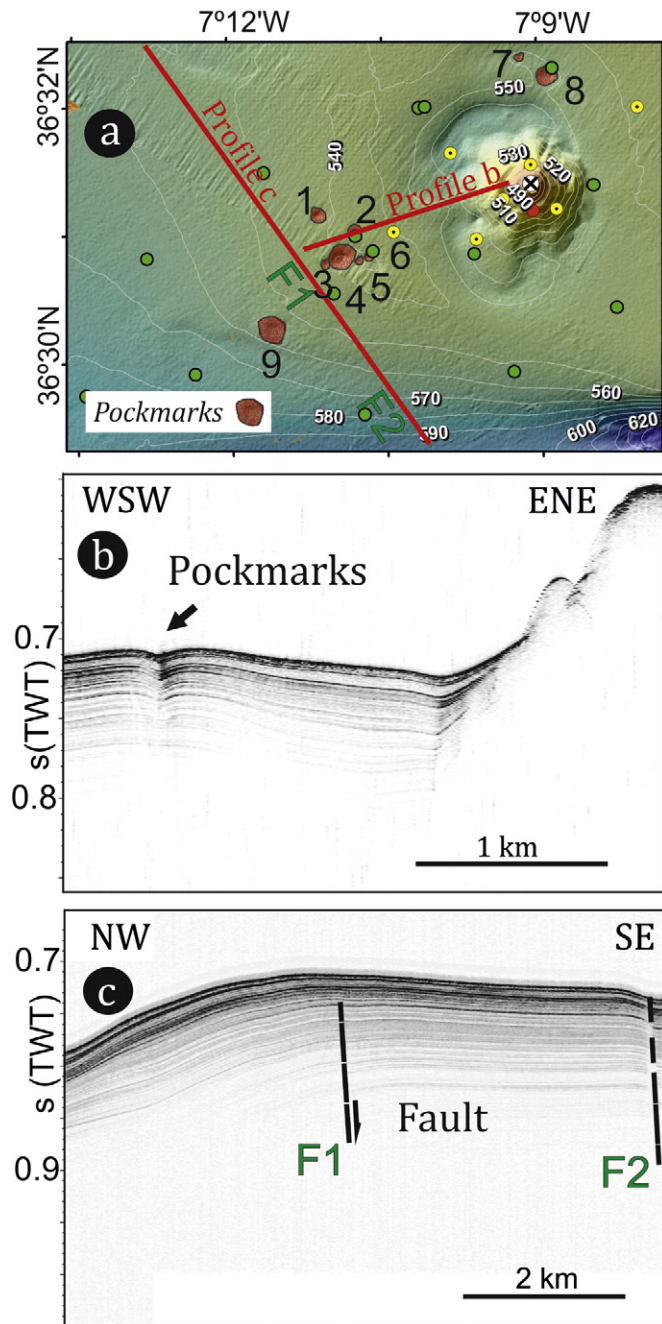 7º12'W 7º9'W
36º32'N
a
7
550
8
540
530
520
Profile c
490
Profile b
510
1
2
6
3
5
F1
4
9
36º30'N
570
560
Pockmarks
580
F2
590
600
620
WSW ENE
b
Pockmarks
0.7
s(TWT)
0.8
1 km
NW SE
0.7
c
s (TWT)
Fault
F1
F2
0.9
2 km